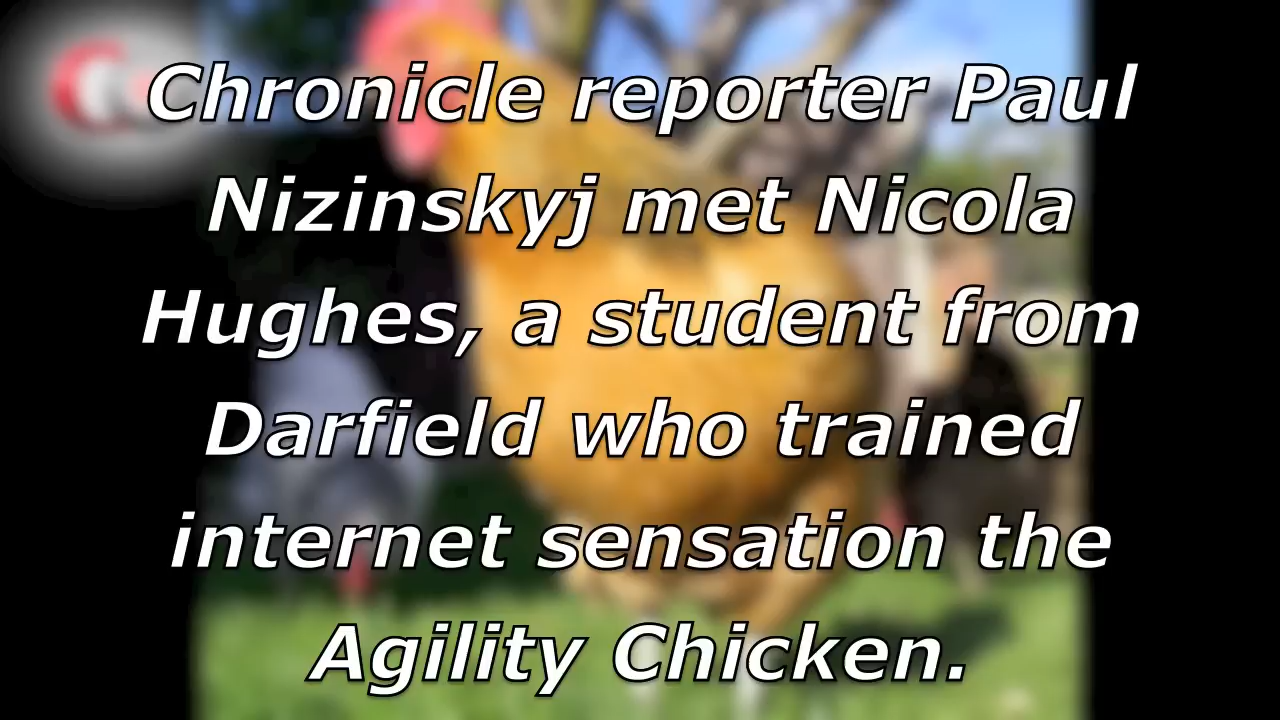 Chronicle reporter Paul
Nizinskyj met Nicola
Hughes, a student from
Darfield who trained
internet sensation the
Agility Chicken.